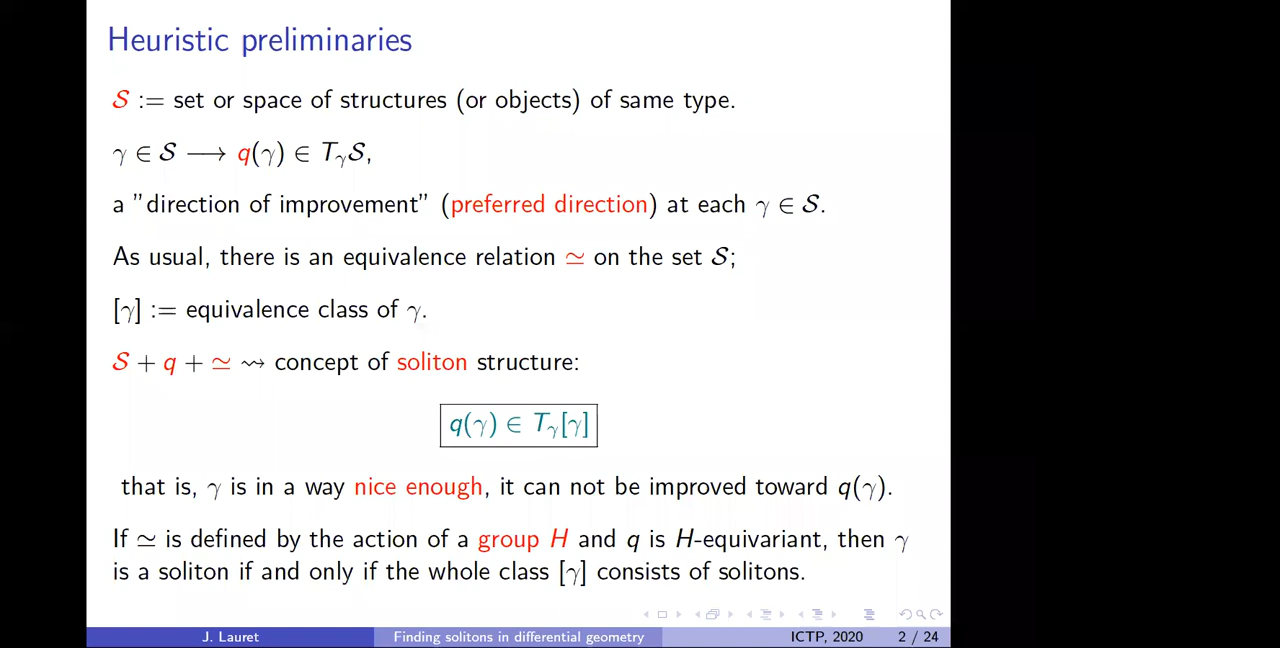 Heuristic preliminaries
𝒮 := set or space of structures (or objects) of same type.
γ ∈ 𝒮 ⟶ q(γ) ∈ T_γ𝒮,
a ”direction of improvement” (preferred direction) at each γ ∈ 𝒮.
As usual, there is an equivalence relation ≃ on the set 𝒮;
[γ] := equivalence class of γ.
𝒮 + q + ≃ ⇝ concept of soliton structure:
q(γ) ∈ T_γ[γ]
that is, γ is in a way nice enough, it can not be improved toward q(γ).
If ≃ is defined by the action of a group H and q is H-equivariant, then γ
is a soliton if and only if the whole class [γ] consists of solitons.
J. Lauret Finding solitons in differential geometry ICTP, 2020 2 / 24